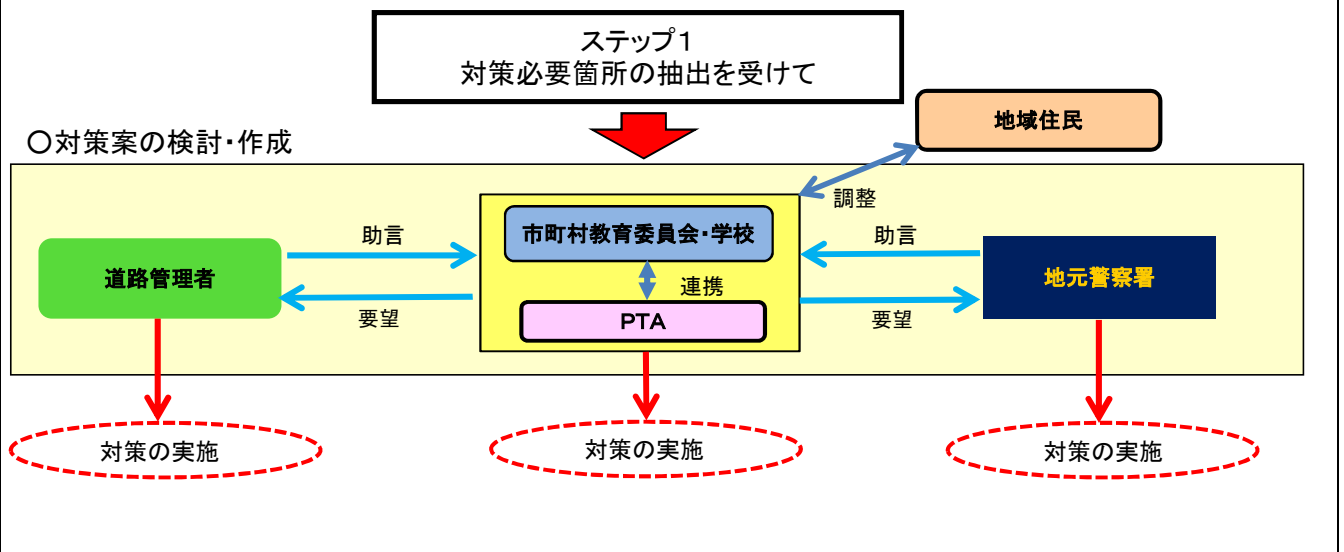 ステップ１
対策必要箇所の抽出を受けて
地域住民
〇対策案の検討・作成
調整
市町村教育委員会・学校
助言
助言
道路管理者
地元警察署
連携
要望
PTA
要望
対策の実施
対策の実施
対策の実施